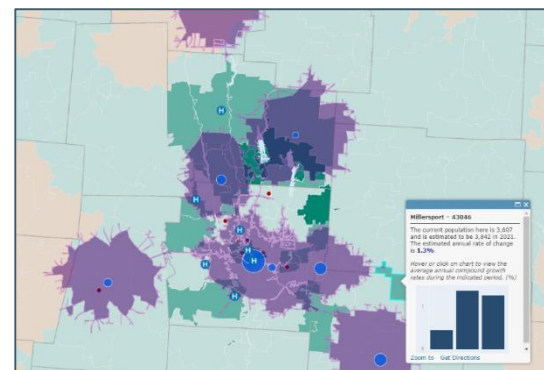 H
H
H
H
H
H
H
Millersport - 43046
The current population here is 3,607
and is estimated to be 3,842 in 2021.
The estimated annual rate of change
is 1.3%.
Hover or click on chart to view the
average annual compound growth
rates during the indicated period. (%)
Zoom to Get Directions